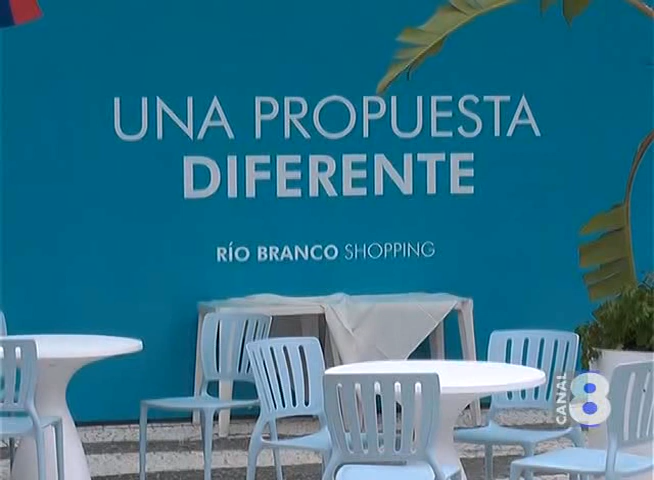 UNA PROPUESTA
DIFERENTE
RÍO BRANCO SHOPPING
CANAL 8